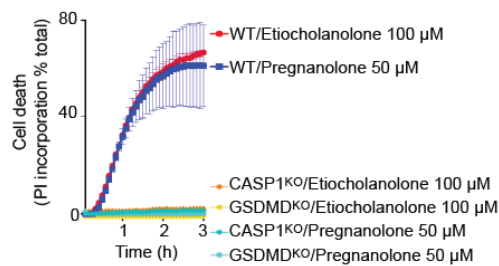 80
40
0
Cell death
(PI incorporation % total)
1
2
3
Time (h)
WT/Etiocholanolone 100 µM
WT/Pregnanolone 50 µM
CASP1ᴷᴼ/Etiocholanolone 100 µM
GSDMDᴷᴼ/Etiocholanolone 100 µM
CASP1ᴷᴼ/Pregnanolone 50 µM
GSDMDᴷᴼ/Pregnanolone 50 µM